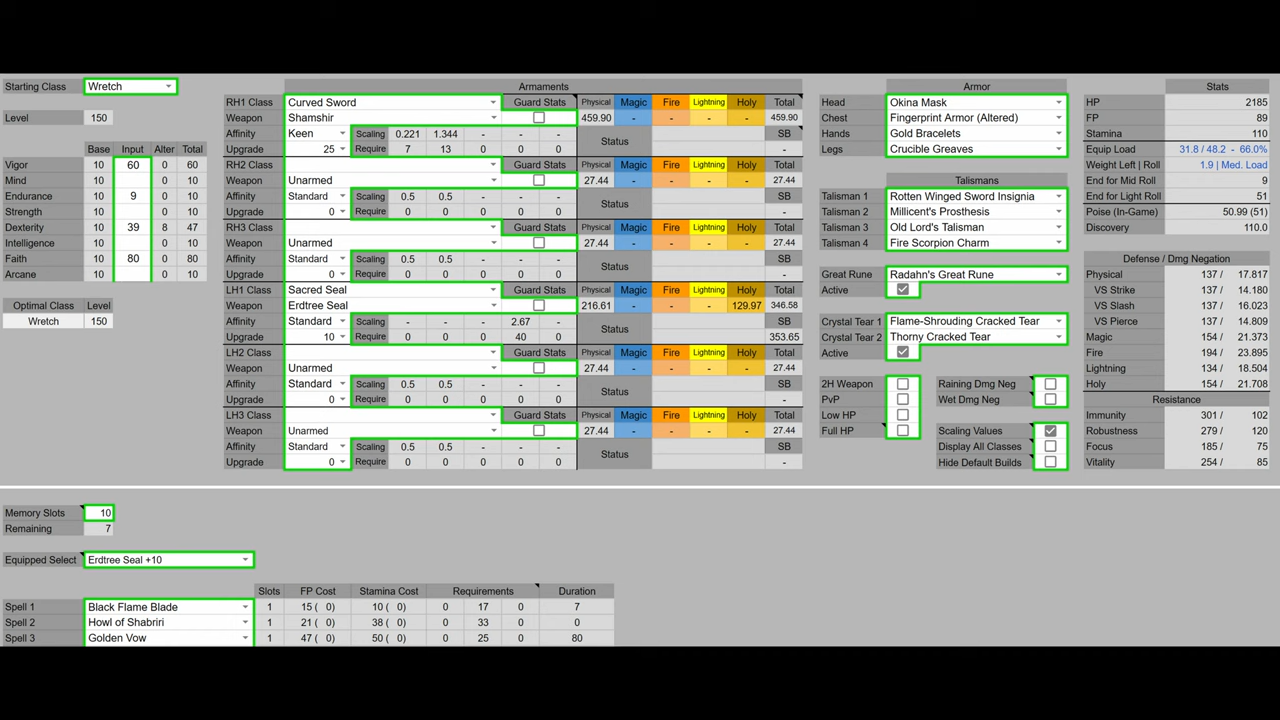 Starting Class Wretch Armaments Armor Stats
RH1 Class Curved Sword Guard Stats Physical Magic Fire Lightning Holy Total Head Okina Mask HP 2185
Level 150 Weapon Shamshir 459.90 - - - - 459.90 Chest Fingerprint Armor (Altered) FP 89
Affinity Keen Scaling 0.221 1.344 - - - Status SB Hands Gold Bracelets Stamina 110
Base Input Alter Total Upgrade 25 Require 7 13 0 0 0 - Legs Crucible Greaves Equip Load 31.8 / 48.2 - 66.0%
Vigor 10 60 0 60 RH2 Class Guard Stats Physical Magic Fire Lightning Holy Total Weight Left | Roll 1.9 | Med. Load
Mind 10 0 10 Weapon Unarmed 27.44 - - - - 27.44 Talismans End for Mid Roll 9
Endurance 10 9 0 10 Affinity Standard Scaling 0.5 0.5 - - - Status SB Talisman 1 Rotten Winged Sword Insignia End for Light Roll 51
Strength 10 0 10 Upgrade 0 Require 0 0 0 0 0 - Talisman 2 Millicent's Prosthesis Poise (In-Game) 50.99 (51)
Dexterity 10 39 8 47 RH3 Class Guard Stats Physical Magic Fire Lightning Holy Total Talisman 3 Old Lord's Talisman Discovery 110.0
Intelligence 10 0 10 Weapon Unarmed 27.44 - - - - 27.44 Talisman 4 Fire Scorpion Charm
Faith 10 80 0 80 Affinity Standard Scaling 0.5 0.5 - - - Status SB Defense / Dmg Negation
Arcane 10 0 10 Upgrade 0 Require 0 0 0 0 0 - Great Rune Radahn's Great Rune Physical 137 / 17.817
LH1 Class Sacred Seal Guard Stats Physical Magic Fire Lightning Holy Total Active VS Strike 137 / 14.180
Optimal Class Level Weapon Erdtree Seal 216.61 - - - 129.97 346.58 VS Slash 137 / 16.023
Wretch 150 Affinity Standard Scaling - - - 2.67 - Status SB Crystal Tear 1 Flame-Shrouding Cracked Tear VS Pierce 137 / 14.809
Upgrade 10 Require 0 0 0 40 0 353.65 Crystal Tear 2 Thorny Cracked Tear Magic 154 / 21.373
LH2 Class Guard Stats Physical Magic Fire Lightning Holy Total Active Fire 194 / 23.895
Weapon Unarmed 27.44 - - - - 27.44 Lightning 134 / 18.504
Affinity Standard Scaling 0.5 0.5 - - - Status SB 2H Weapon Raining Dmg Neg Holy 154 / 21.708
Upgrade 0 Require 0 0 0 0 0 - PvP Wet Dmg Neg Resistance
LH3 Class Guard Stats Physical Magic Fire Lightning Holy Total Low HP Immunity 301 / 102
Weapon Unarmed 27.44 - - - - 27.44 Full HP Scaling Values Robustness 279 / 120
Affinity Standard Scaling 0.5 0.5 - - - Status SB Display All Classes Focus 185 / 75
Upgrade 0 Require 0 0 0 0 0 - Hide Default Builds Vitality 254 / 85
Memory Slots 10
Remaining 7
Equipped Select Erdtree Seal +10
Slots FP Cost Stamina Cost Requirements Duration
Spell 1 Black Flame Blade 1 15 ( 0) 10 ( 0) 0 17 0 7
Spell 2 Howl of Shabriri 1 21 ( 0) 38 ( 0) 0 33 0 0
Spell 3 Golden Vow 1 47 ( 0) 50 ( 0) 0 25 0 80